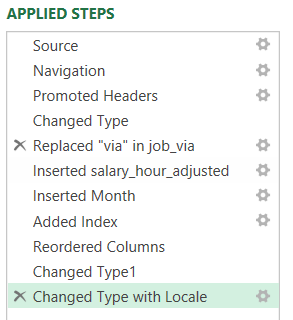 APPLIED STEPS
Source
Navigation
Promoted Headers
Changed Type
Replaced "via" in job_via
Inserted salary_hour_adjusted
Inserted Month
Added Index
Reordered Columns
Changed Type1
Changed Type with Locale